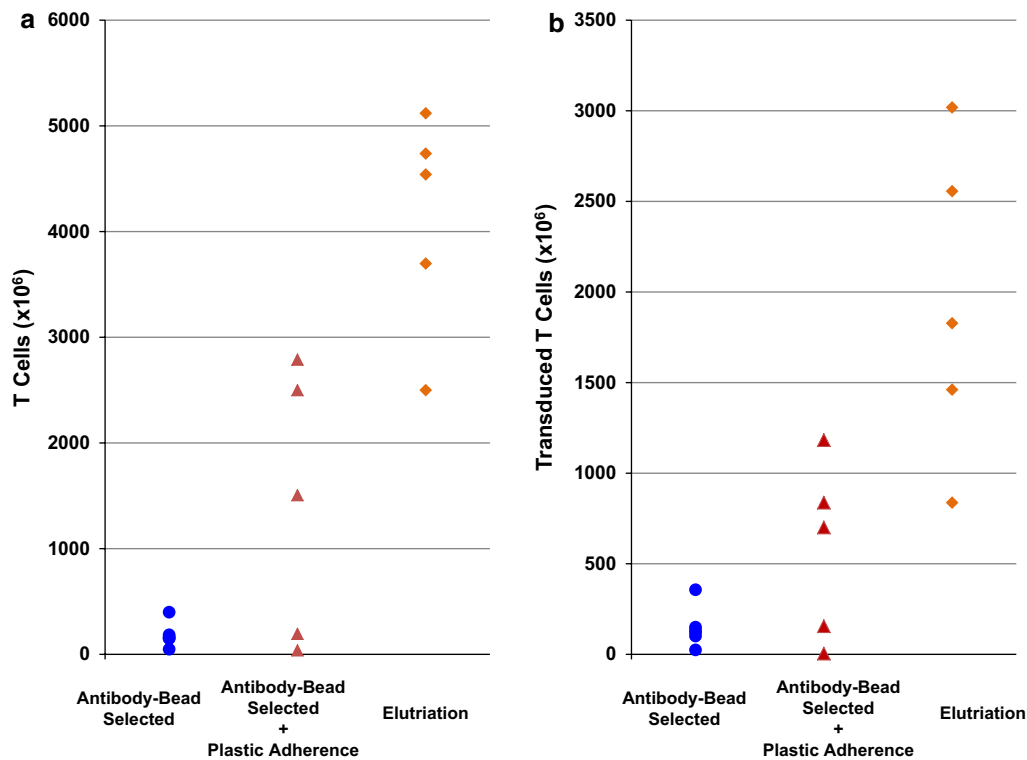 a
6000
5000
4000
3000
2000
1000
0
T Cells (x10⁶)
Antibody-Bead
Selected
Antibody-Bead
Selected
+
Plastic Adherence
Elutriation
b
3500
3000
2500
2000
1500
1000
500
0
Transduced T Cells (x10⁶)
Antibody-Bead
Selected
Antibody-Bead
Selected
+
Plastic Adherence
Elutriation